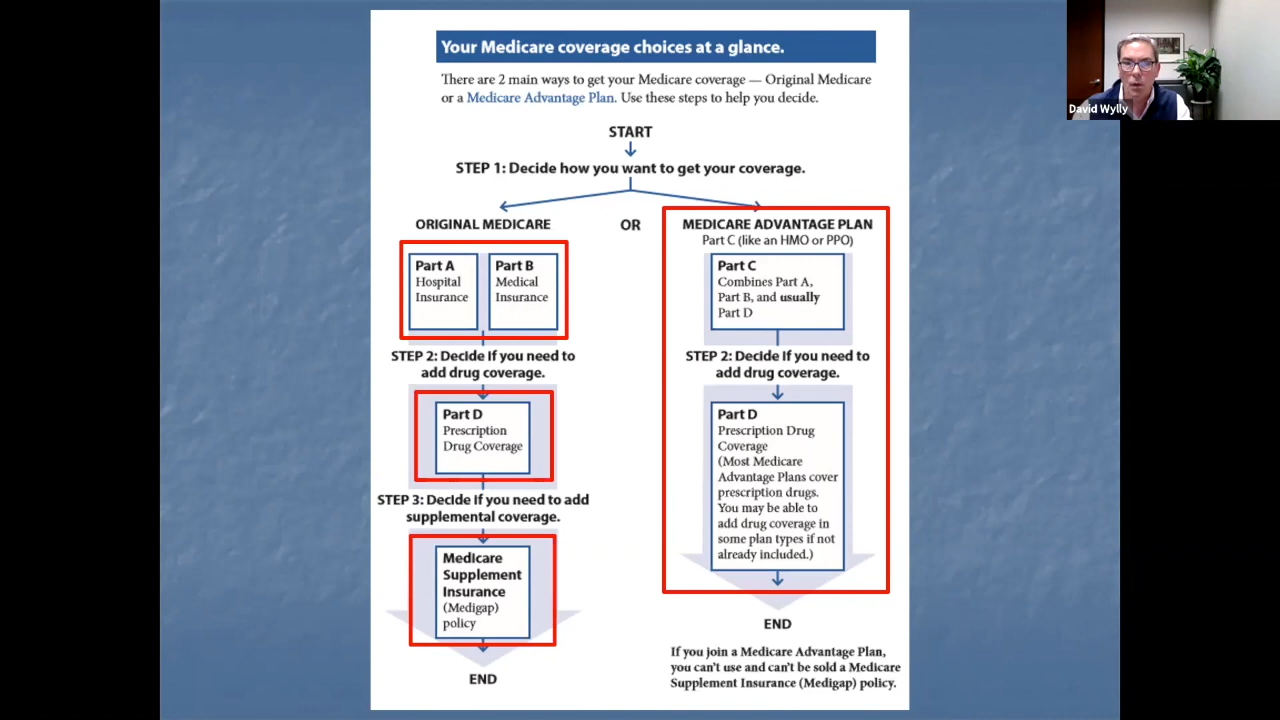 Your Medicare coverage choices at a glance.
There are 2 main ways to get your Medicare coverage — Original Medicare
or a Medicare Advantage Plan. Use these steps to help you decide.
START
STEP 1: Decide how you want to get your coverage.
ORIGINAL MEDICARE
Part A
Hospital
Insurance
Part B
Medical
Insurance
STEP 2: Decide if you need to
add drug coverage.
Part D
Prescription
Drug Coverage
STEP 3: Decide if you need to add
supplemental coverage.
Medicare
Supplement
Insurance
(Medigap)
policy
END
OR
MEDICARE ADVANTAGE PLAN
Part C (like an HMO or PPO)
Part C
Combines Part A,
Part B, and usually
Part D
STEP 2: Decide if you need to
add drug coverage.
Part D
Prescription Drug
Coverage
(Most Medicare
Advantage Plans cover
prescription drugs.
You may be able to
add drug coverage in
some plan types if not
already included.)
END
If you join a Medicare Advantage Plan,
you can't use and can't be sold a Medicare
Supplement Insurance (Medigap) policy.
David Wylly